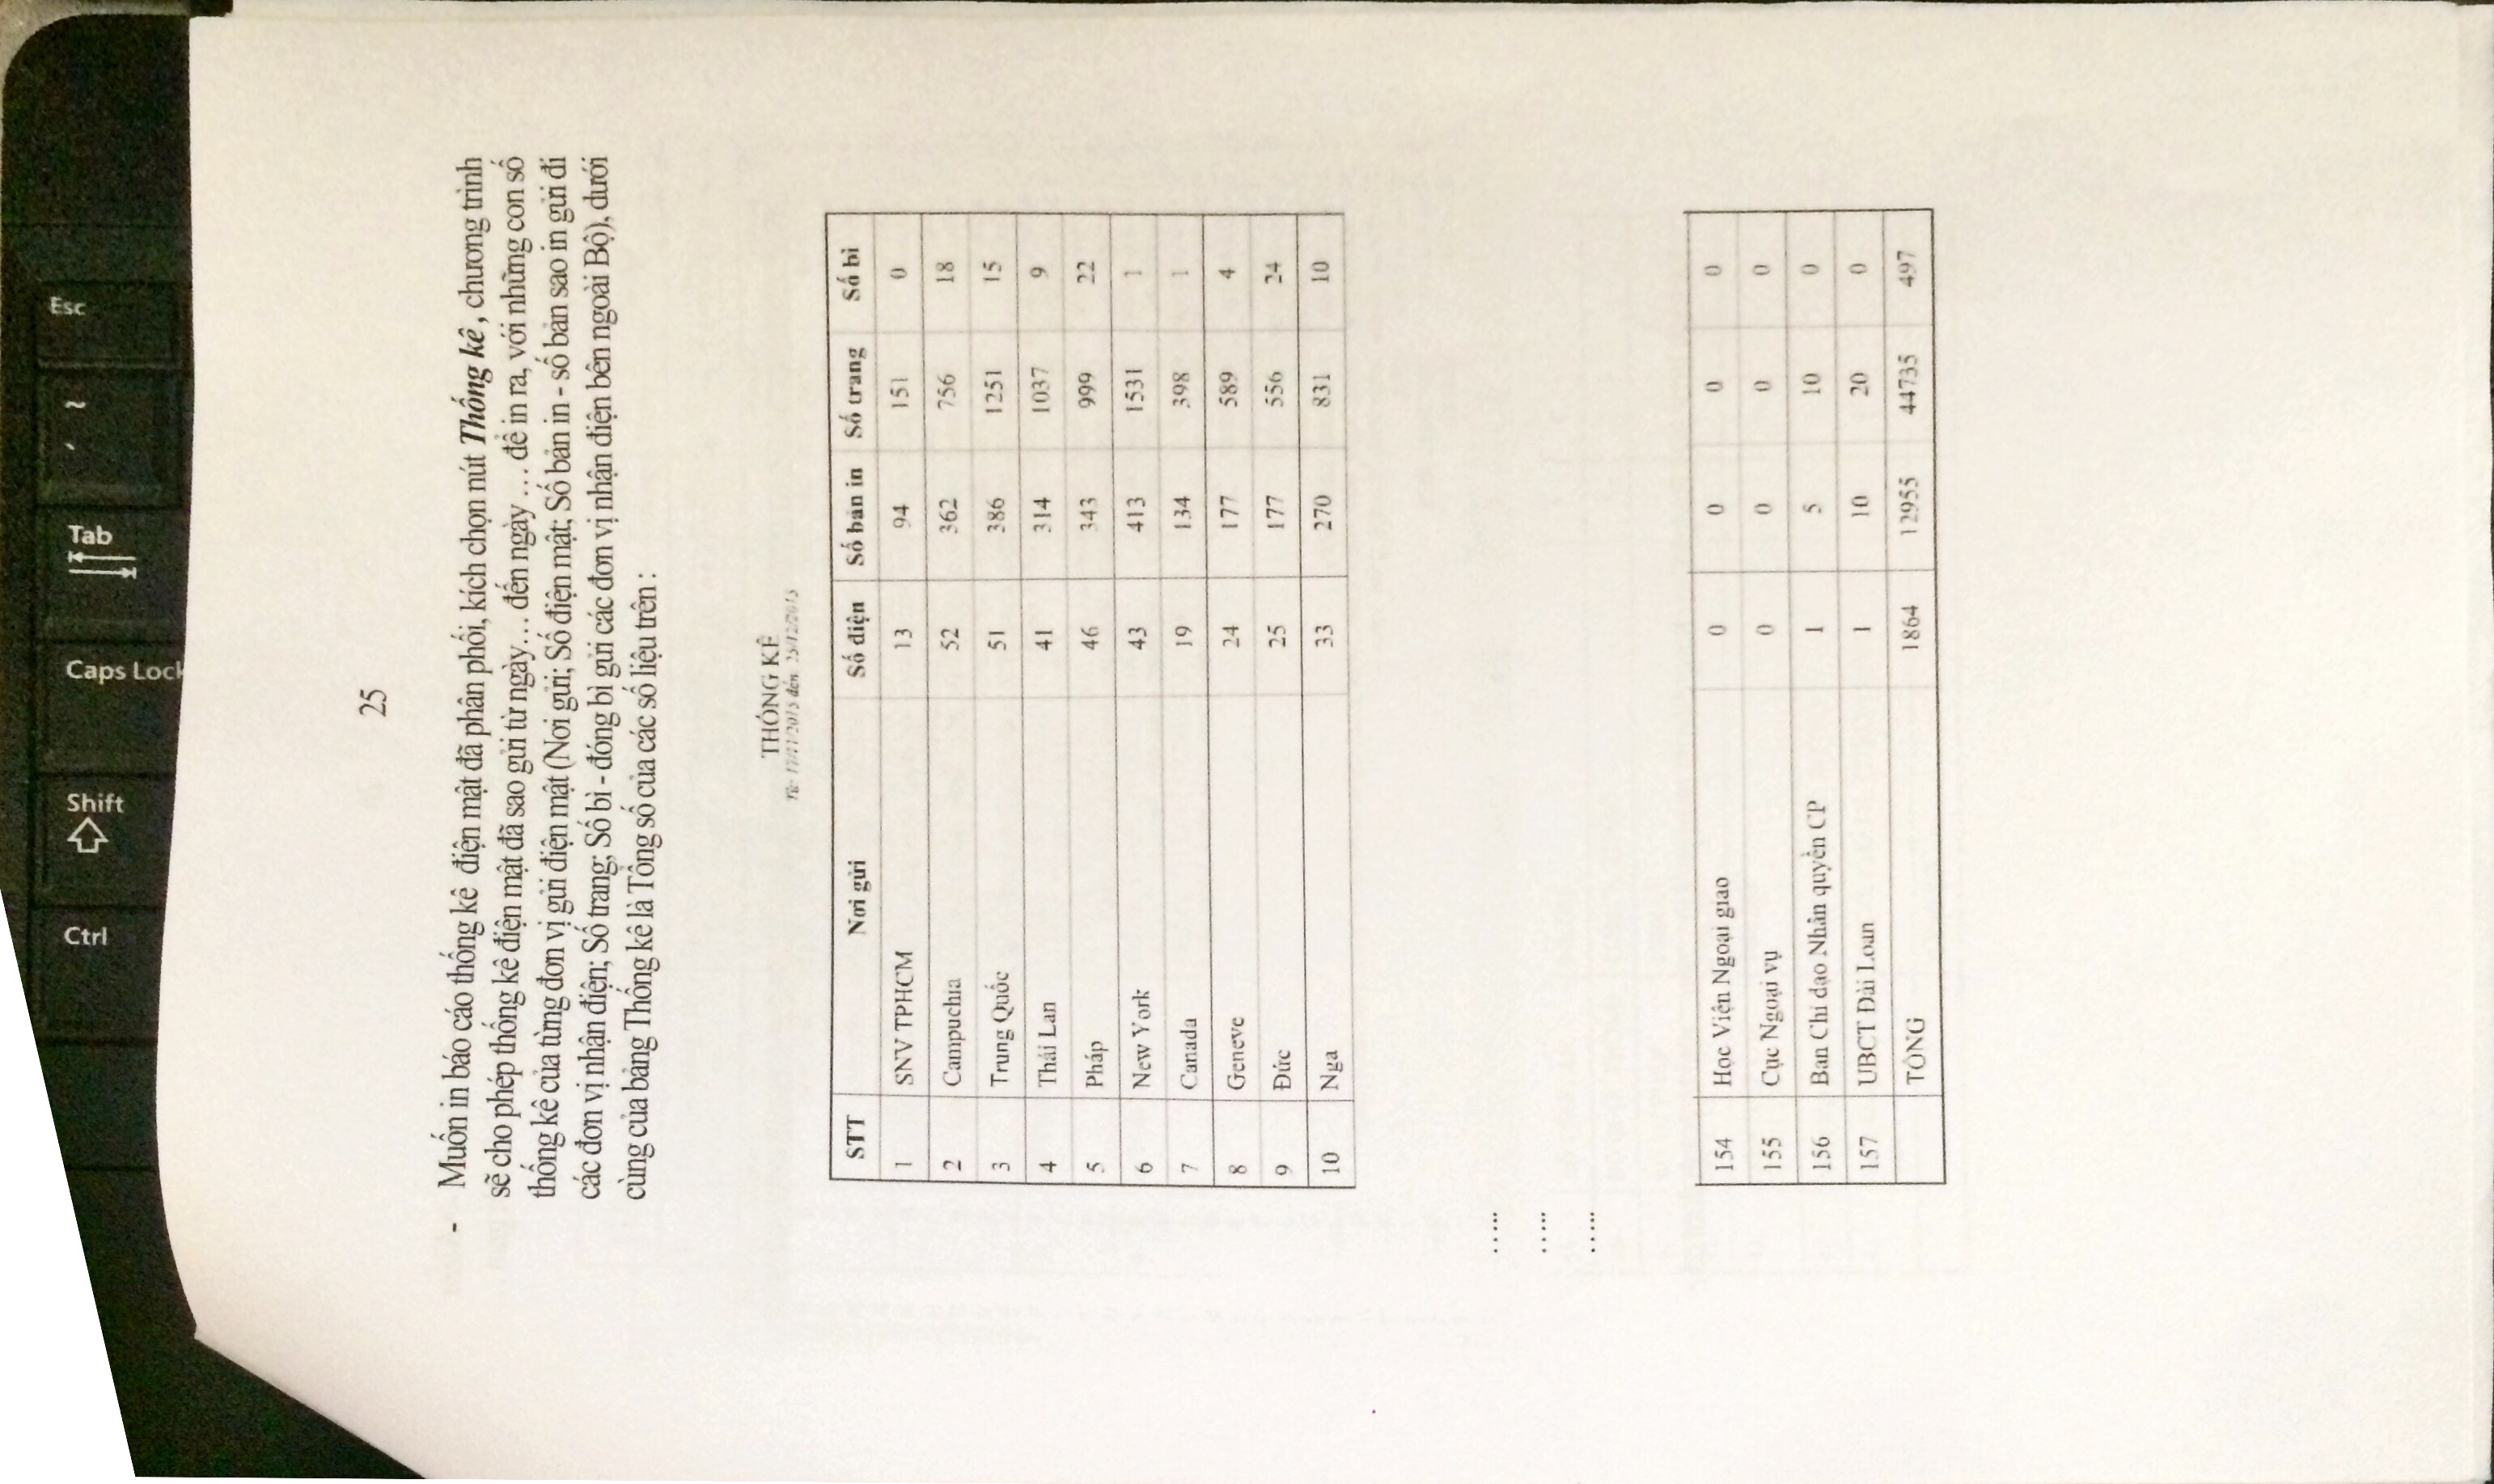 Esc
~
Tab
Caps Lock
Shift
Ctrl
25
- Muốn in báo cáo thống kê điện mật đã phân phối, kích chọn nút Thống kê, chương trình
sẽ cho phép thống kê điện mật đã sao gửi từ ngày… đến ngày … để in ra, với những con số
thống kê của từng đơn vị gửi điện mật (Nơi gửi; Số điện mật; Số bản in - số bản sao in gửi đi
các đơn vị nhận điện; Số trang; Số bì - đóng bì gửi các đơn vị nhận điện bên ngoài Bộ), dưới
cùng của bảng Thống kê là Tổng số của các số liệu trên :
THỐNG KÊ
Từ 17/11/2015 đến 25/12/2015
STT Nơi gửi Số điện Số bản in Số trang Số bì
1 SNV TPHCM 13 94 151 0
2 Campuchia 52 362 756 18
3 Trung Quốc 51 386 1251 15
4 Thái Lan 41 314 1037 9
5 Pháp 46 343 999 22
6 New York 43 413 1531 1
7 Canada 19 134 398 1
8 Geneve 24 177 589 4
9 Đức 25 177 556 24
10 Nga 33 270 831 10
.....
.....
.....
154 Học Viện Ngoại giao 0 0 0 0
155 Cục Ngoại vụ 0 0 0 0
156 Ban Chỉ đạo Nhân quyền CP 1 5 10 0
157 UBCT Đài Loan 1 10 20 0
TỔNG 1864 12955 44735 497